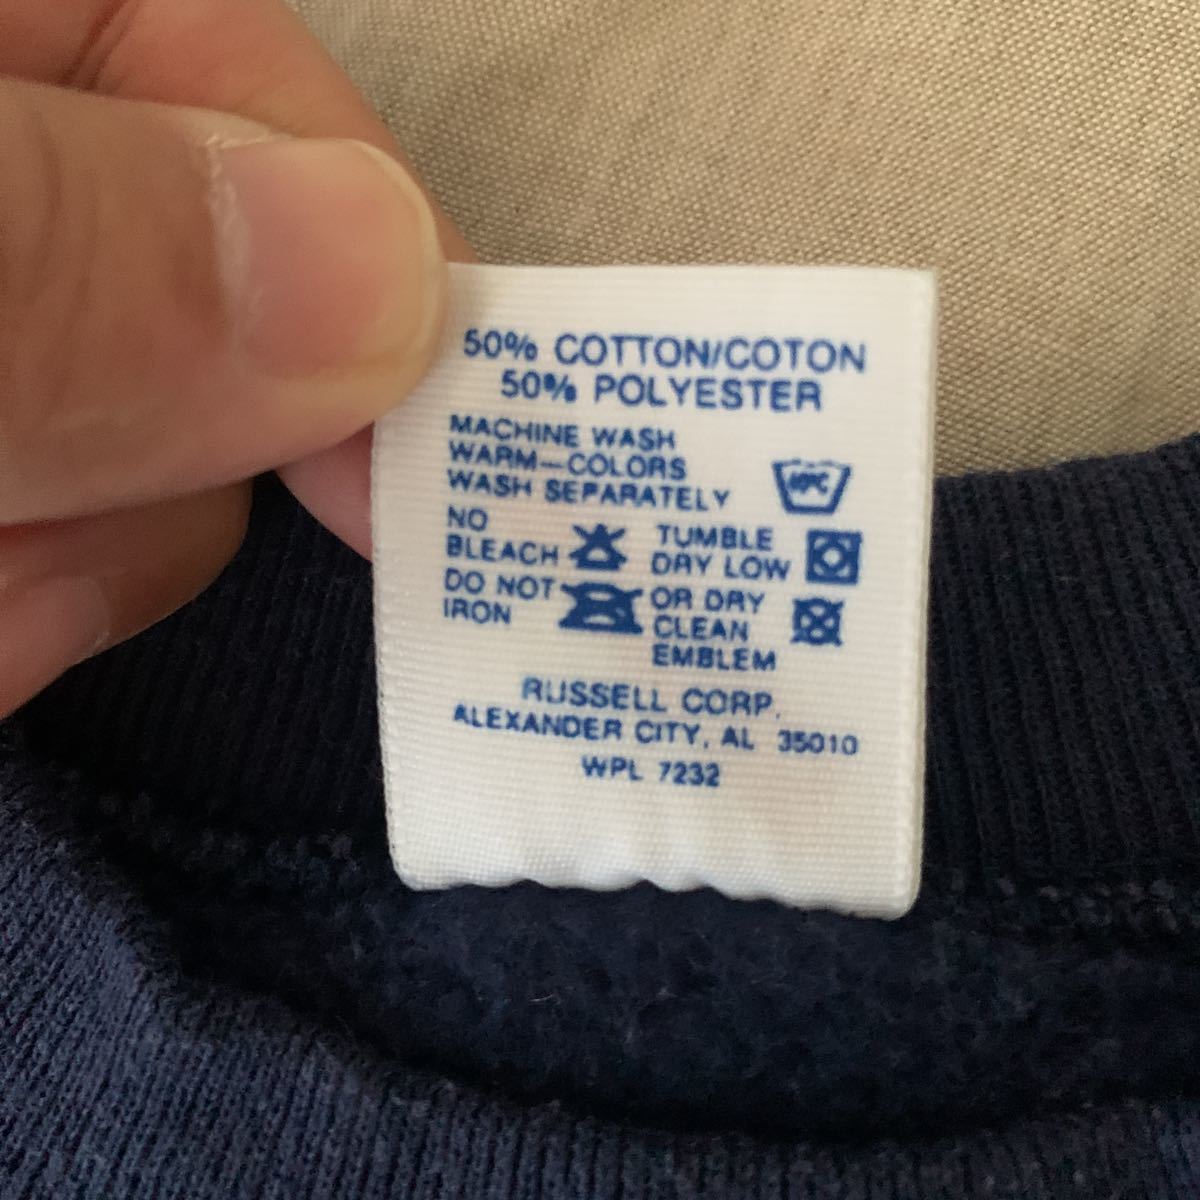 50% COTTON/COTON
50% POLYESTER
MACHINE WASH
WARM—COLORS
WASH SEPARATELY
NO
BLEACH
TUMBLE
DRY LOW
DO NOT
IRON
OR DRY
CLEAN
EMBLEM
RUSSELL CORP.
ALEXANDER CITY, AL 35010
WPL 7232